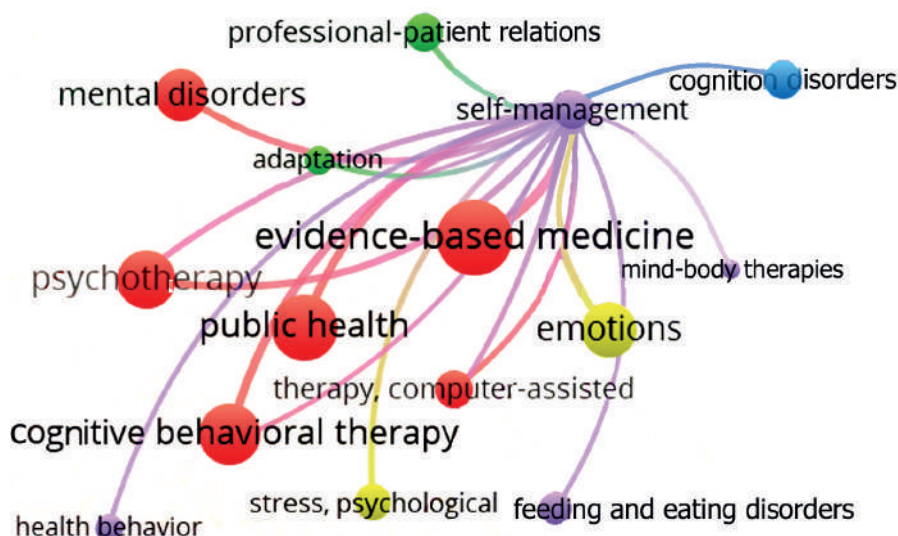 professional-patient relations
cognition disorders
mental disorders
self-management
adaptation
evidence-based medicine
mind-body therapies
psychotherapy
public health
emotions
therapy, computer-assisted
cognitive behavioral therapy
stress, psychological
feeding and eating disorders
health behavior